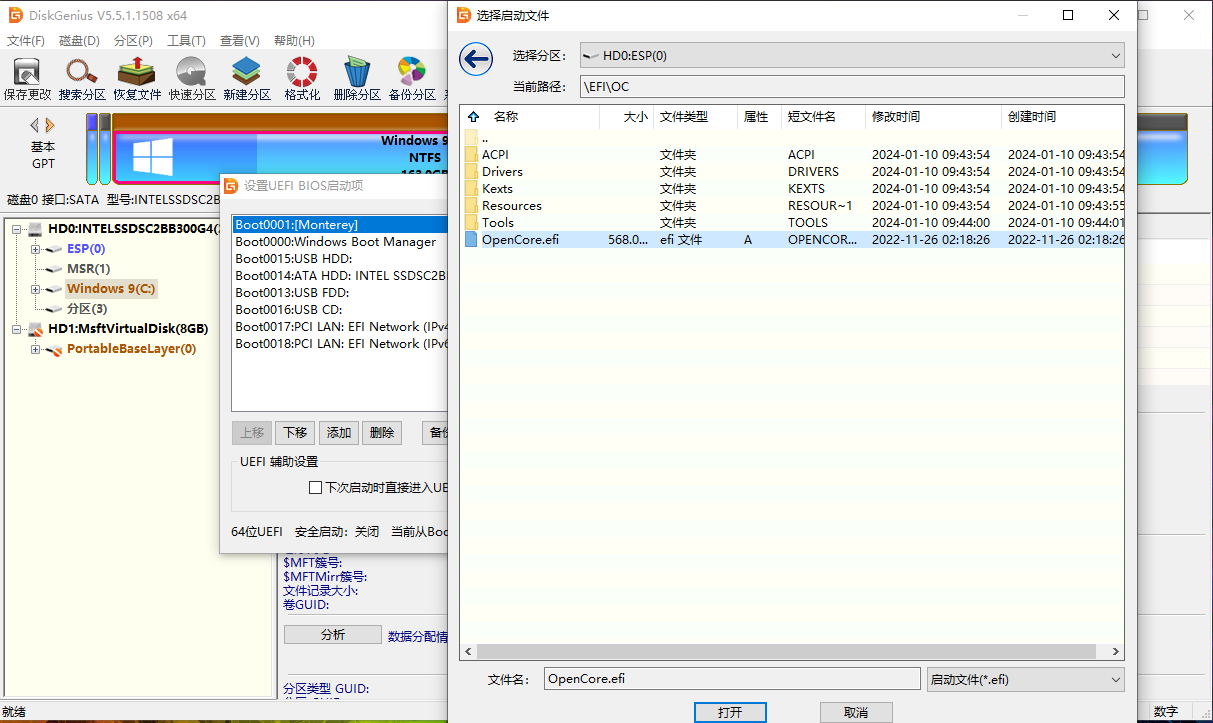 DiskGenius V5.5.1.1508 x64
文件(F) 磁盘(D) 分区(P) 工具(T) 查看(V) 帮助(H)
保存更改 搜索分区 恢复文件 快速分区 新建分区 格式化 删除分区 备份分区
基本
GPT
Windows 9
NTFS
163.0GB
磁盘0 接口:SATA 型号:INTELSSDSC2B
HD0:INTELSSDSC2BB300G4(
ESP(0)
MSR(1)
Windows 9(C:)
分区(3)
HD1:MsftVirtualDisk(8GB)
PortableBaseLayer(0)
设置UEFI BIOS启动项
Boot0001:[Monterey]
Boot0000:Windows Boot Manager
Boot0015:USB HDD:
Boot0014:ATA HDD: INTEL SSDSC2B
Boot0013:USB FDD:
Boot0016:USB CD:
Boot0017:PCI LAN: EFI Network (IPv4
Boot0018:PCI LAN: EFI Network (IPv6
上移 下移 添加 删除 备份
UEFI 辅助设置
下次启动时直接进入UE
64位UEFI 安全启动: 关闭 当前从Boo
$MFT簇号:
$MFTMirr簇号:
文件记录大小:
卷GUID:
分析 数据分配情
分区类型 GUID:
就绪
数字
选择启动文件
选择分区: HD0:ESP(0)
当前路径: \EFI\OC
名称 大小 文件类型 属性 短文件名 修改时间 创建时间
..
ACPI 文件夹 ACPI 2024-01-10 09:43:54 2024-01-10 09:43:54
Drivers 文件夹 DRIVERS 2024-01-10 09:43:54 2024-01-10 09:43:54
Kexts 文件夹 KEXTS 2024-01-10 09:43:54 2024-01-10 09:43:54
Resources 文件夹 RESOUR~1 2024-01-10 09:43:54 2024-01-10 09:43:55
Tools 文件夹 TOOLS 2024-01-10 09:44:00 2024-01-10 09:44:01
OpenCore.efi 568.0... efi 文件 A OPENCOR... 2022-11-26 02:18:26 2022-11-26 02:18:26
文件名: OpenCore.efi 启动文件(*.efi)
打开 取消